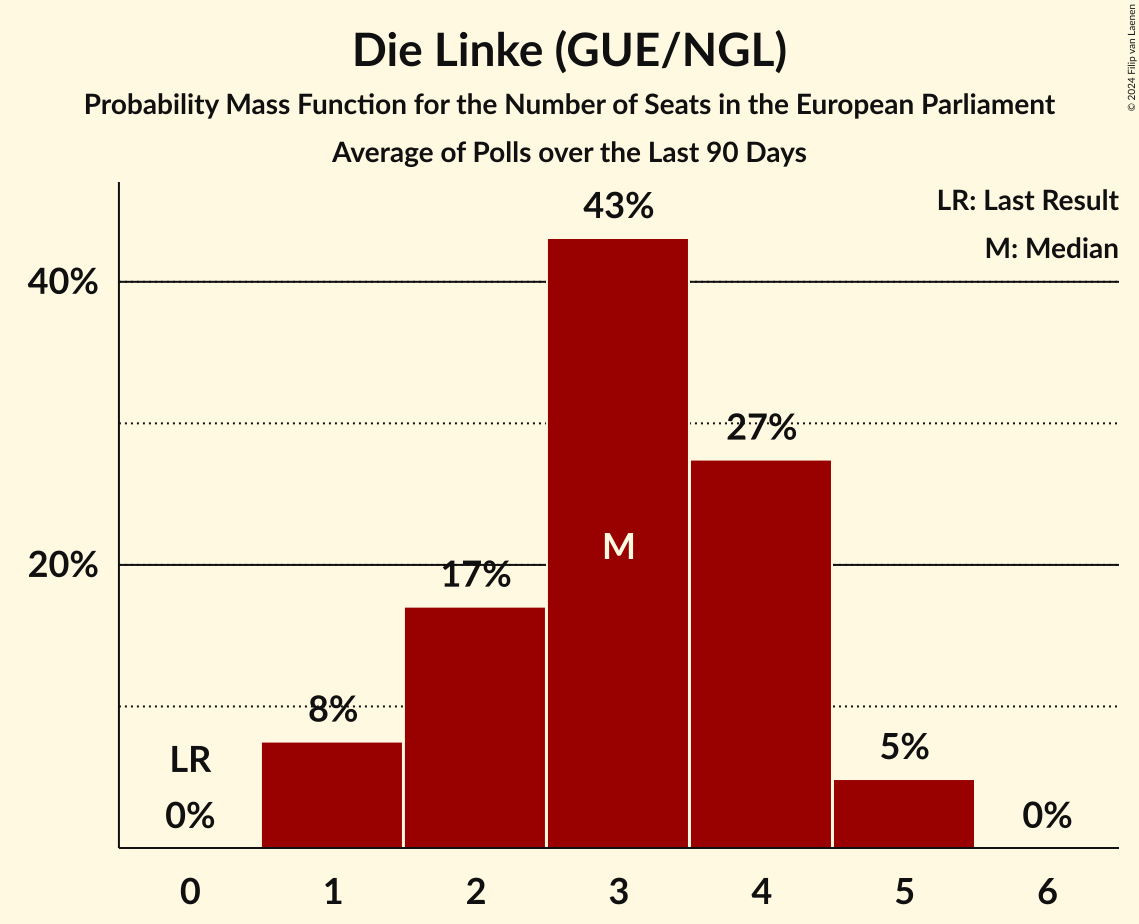 Die Linke (GUE/NGL)
Probability Mass Function for the Number of Seats in the European Parliament
Average of Polls over the Last 90 Days
© 2024 Filip van Laenen
LR: Last Result
M: Median
43%
40%
27%
M
20%
17%
8%
5%
LR
0%
0%
0 1 2 3 4 5 6